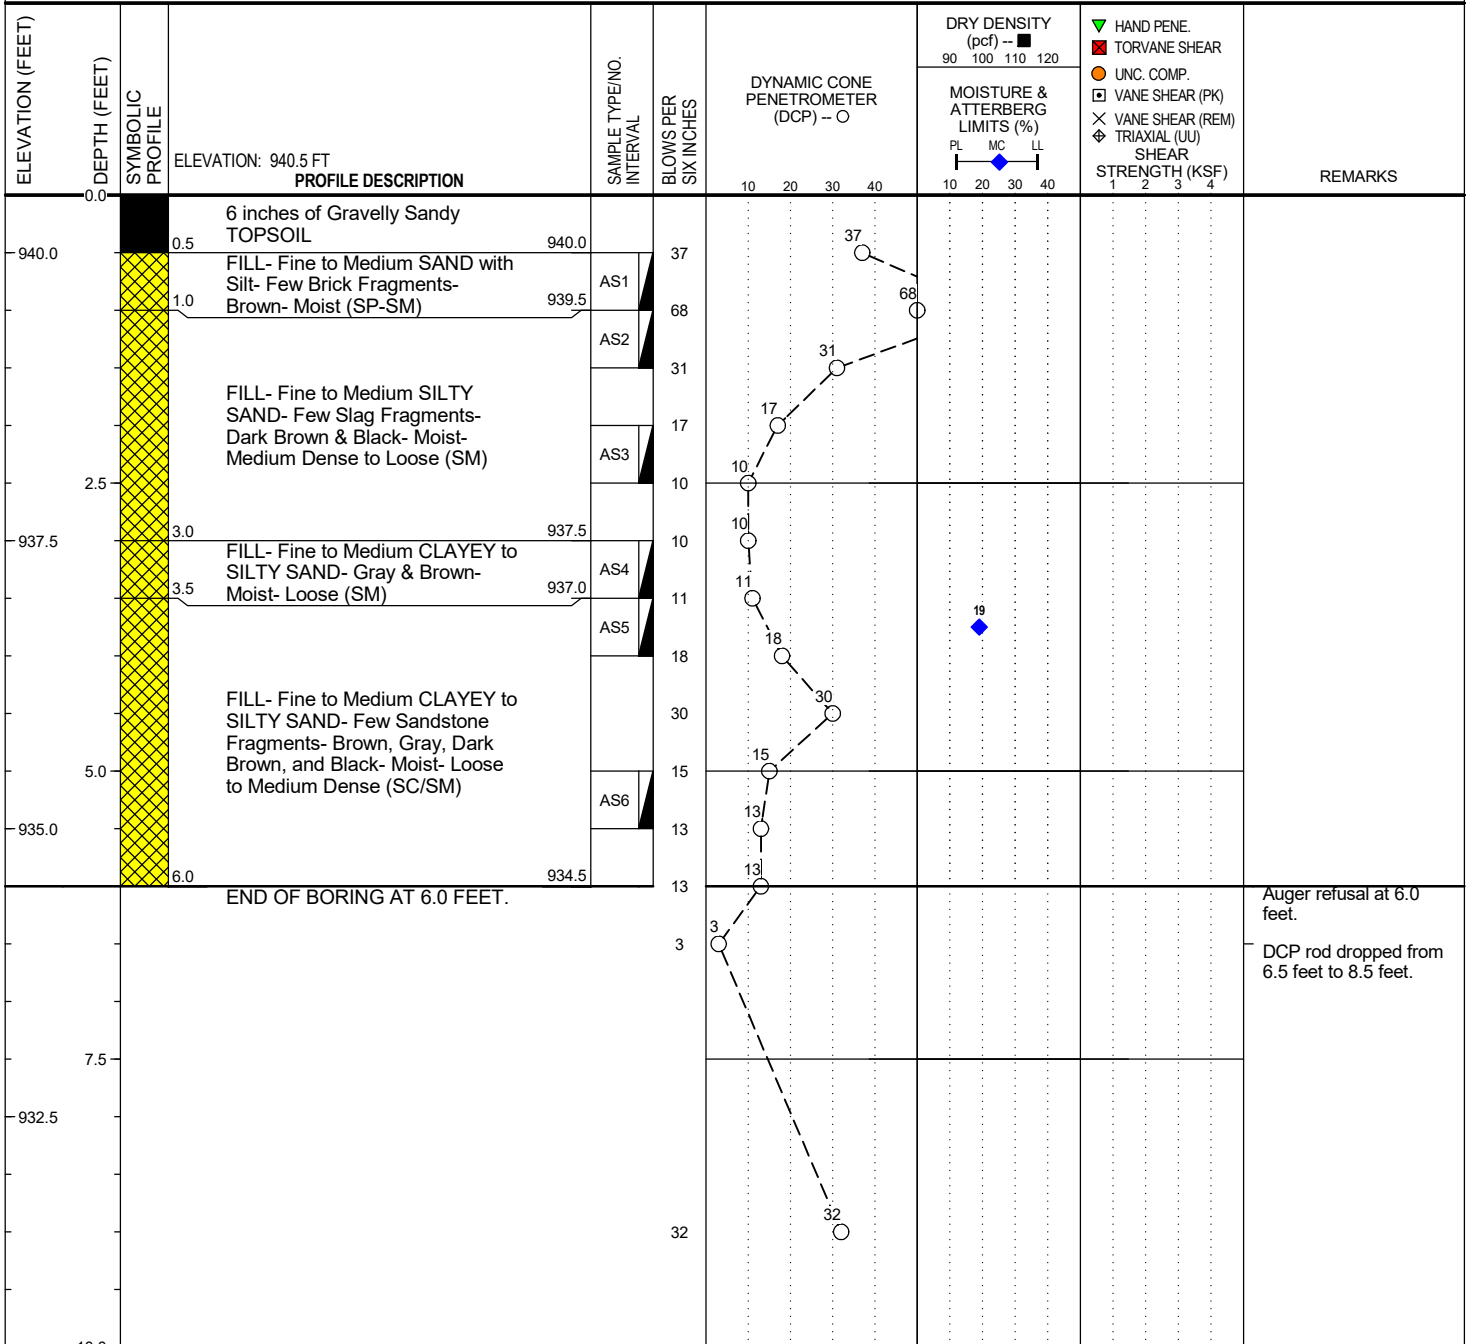 ELEVATION (FEET)
DEPTH (FEET)
SYMBOLIC
PROFILE
ELEVATION: 940.5 FT
PROFILE DESCRIPTION
SAMPLE TYPE/NO.
INTERVAL
BLOWS PER
SIX INCHES
DYNAMIC CONE
PENETROMETER
(DCP) -- O
10 20 30 40
DRY DENSITY
(pcf) -- ■
90 100 110 120
MOISTURE &
ATTERBERG
LIMITS (%)
PL MC LL
10 20 30 40
HAND PENE.
TORVANE SHEAR
UNC. COMP.
VANE SHEAR (PK)
VANE SHEAR (REM)
TRIAXIAL (UU)
SHEAR
STRENGTH (KSF)
1 2 3 4
REMARKS
0.0
6 inches of Gravelly Sandy
TOPSOIL
0.5 940.0
940.0
37
37
FILL- Fine to Medium SAND with
Silt- Few Brick Fragments-
Brown- Moist (SP-SM)
AS1
1.0 939.5
68
68
AS2
31
31
FILL- Fine to Medium SILTY
SAND- Few Slag Fragments-
Dark Brown & Black- Moist-
Medium Dense to Loose (SM)
17
17
AS3
2.5
10
10
3.0 937.5
937.5
10
10
FILL- Fine to Medium CLAYEY to
SILTY SAND- Gray & Brown-
Moist- Loose (SM)
AS4
3.5 937.0
11
11
AS5
19
18
18
FILL- Fine to Medium CLAYEY to
SILTY SAND- Few Sandstone
Fragments- Brown, Gray, Dark
Brown, and Black- Moist- Loose
to Medium Dense (SC/SM)
30
30
5.0
15
15
AS6
935.0
13
13
6.0 934.5
13
13
END OF BORING AT 6.0 FEET.
Auger refusal at 6.0
feet.
3
3
DCP rod dropped from
6.5 feet to 8.5 feet.
7.5
932.5
32
32